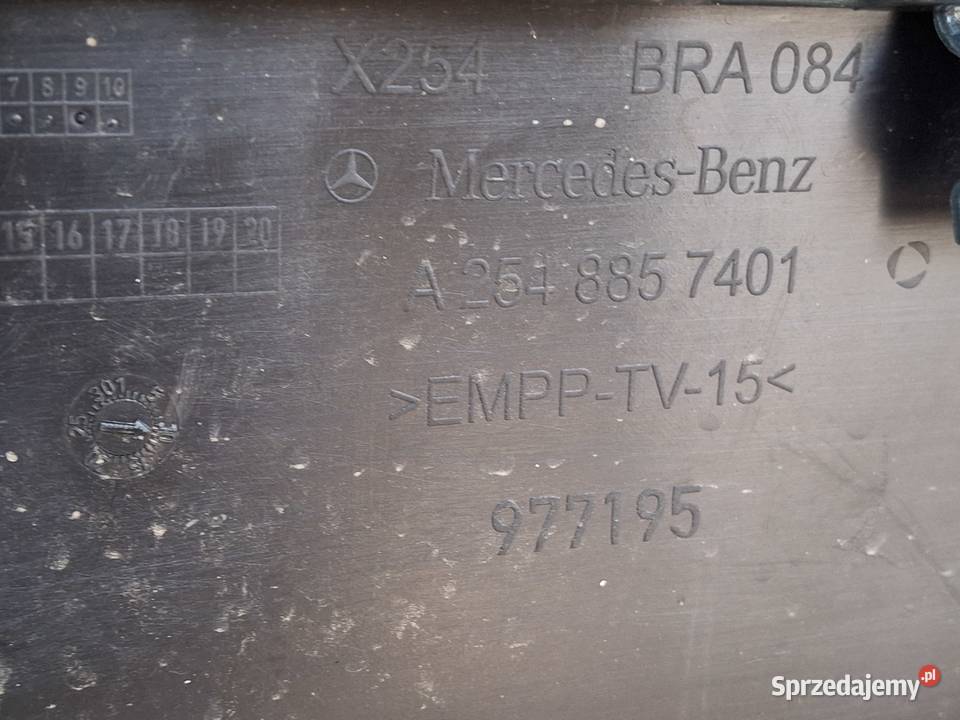 X254 BRA 084
7 8 9 10
Mercedes-Benz
15 16 17 18 19 20
A 254 885 7401
>EMPP-TV-15<
977195
Sprzedajemy.pl